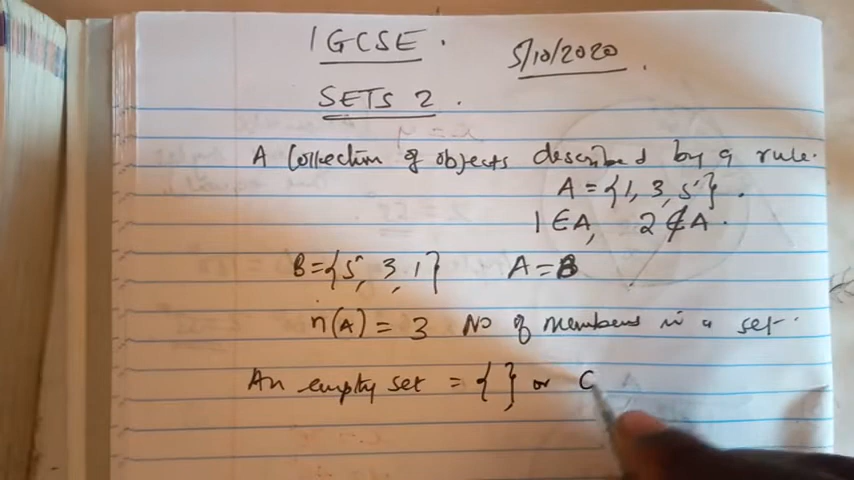 IGCSE.
5/10/2020.
SETS 2.
A collection of objects described by a rule.
A = {1, 3, 5}.
1 ∈ A, 2 ∉ A.
B = {5, 3, 1} A = B
n(A) = 3 No of members in a set.
An empty set = { } or C